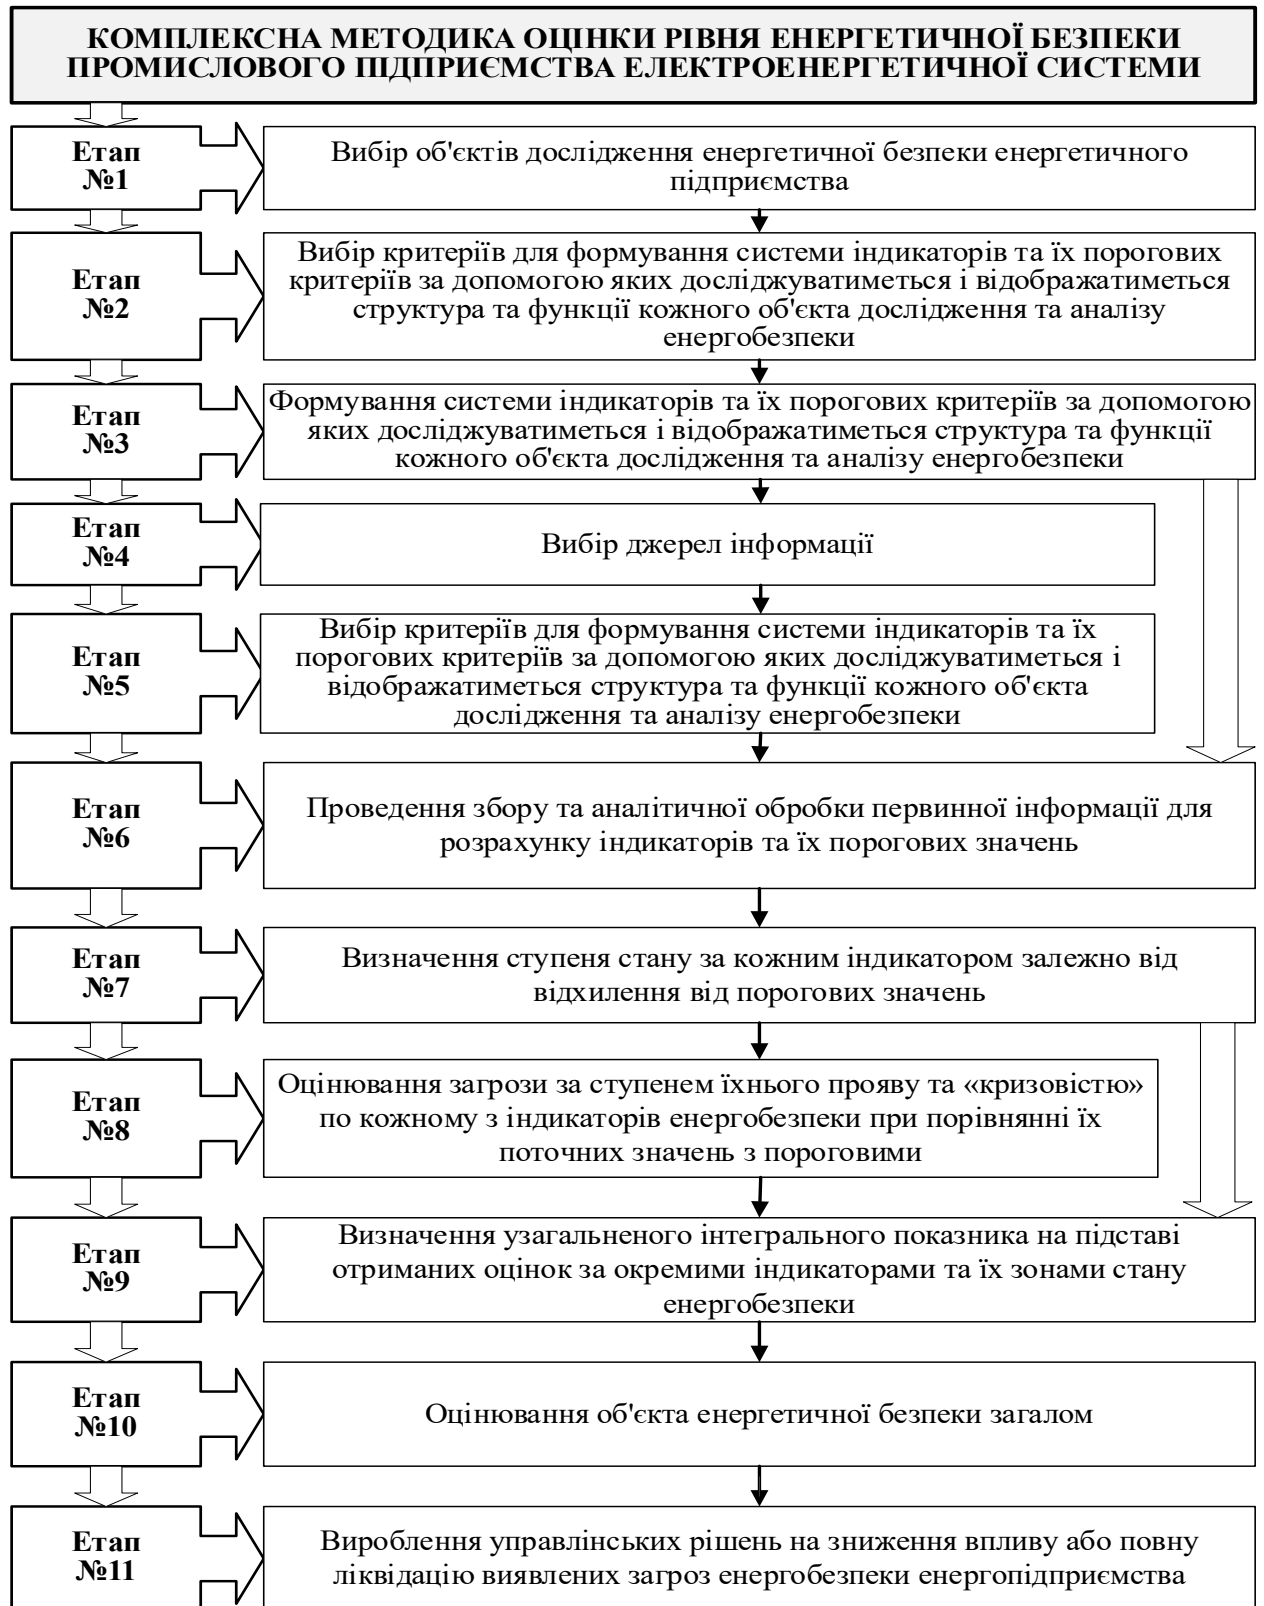 КОМПЛЕКСНА МЕТОДИКА ОЦІНКИ РІВНЯ ЕНЕРГЕТИЧНОЇ БЕЗПЕКИ
ПРОМИСЛОВОГО ПІДПРИЄМСТВА ЕЛЕКТРОЕНЕРГЕТИЧНОЇ СИСТЕМИ
Етап
№1
Вибір об'єктів дослідження енергетичної безпеки енергетичного
підприємства
Етап
№2
Вибір критеріїв для формування системи індикаторів та їх порогових
критеріїв за допомогою яких досліджуватиметься і відображатиметься
структура та функції кожного об'єкта дослідження та аналізу
енергобезпеки
Етап
№3
Формування системи індикаторів та їх порогових критеріїв за допомогою
яких досліджуватиметься і відображатиметься структура та функції
кожного об'єкта дослідження та аналізу енергобезпеки
Етап
№4
Вибір джерел інформації
Етап
№5
Вибір критеріїв для формування системи індикаторів та їх
порогових критеріїв за допомогою яких досліджуватиметься і
відображатиметься структура та функції кожного об'єкта
дослідження та аналізу енергобезпеки
Етап
№6
Проведення збору та аналітичної обробки первинної інформації для
розрахунку індикаторів та їх порогових значень
Етап
№7
Визначення ступеня стану за кожним індикатором залежно від
відхилення від порогових значень
Етап
№8
Оцінювання загрози за ступенем їхнього прояву та «кризовістю»
по кожному з індикаторів енергобезпеки при порівнянні їх
поточних значень з пороговими
Етап
№9
Визначення узагальненого інтегрального показника на підставі
отриманих оцінок за окремими індикаторами та їх зонами стану
енергобезпеки
Етап
№10
Оцінювання об'єкта енергетичної безпеки загалом
Етап
№11
Вироблення управлінських рішень на зниження впливу або повну
ліквідацію виявлених загроз енергобезпеки енергопідприємства